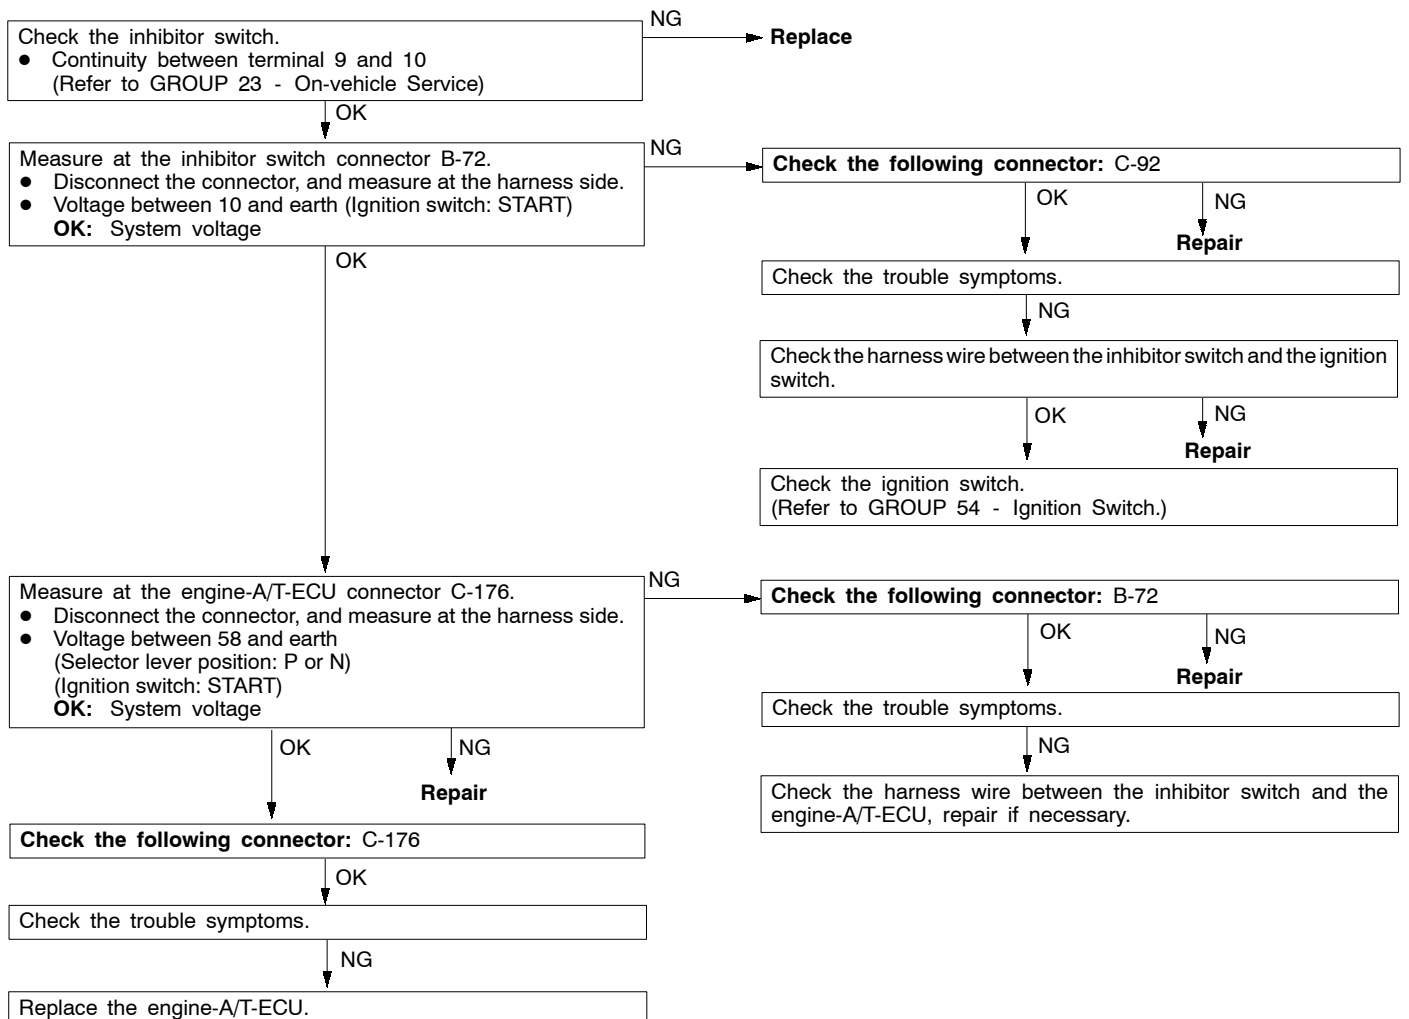 Check the inhibitor switch.
● Continuity between terminal 9 and 10
(Refer to GROUP 23 - On-vehicle Service)
NG
Replace
OK
Measure at the inhibitor switch connector B-72.
● Disconnect the connector, and measure at the harness side.
● Voltage between 10 and earth (Ignition switch: START)
OK: System voltage
NG
Check the following connector: C-92
OK
NG
Repair
Check the trouble symptoms.
NG
Check the harness wire between the inhibitor switch and the ignition
switch.
OK
NG
Repair
Check the ignition switch.
(Refer to GROUP 54 - Ignition Switch.)
OK
Measure at the engine-A/T-ECU connector C-176.
● Disconnect the connector, and measure at the harness side.
● Voltage between 58 and earth
(Selector lever position: P or N)
(Ignition switch: START)
OK: System voltage
NG
Check the following connector: B-72
OK
NG
Repair
Check the trouble symptoms.
NG
Check the harness wire between the inhibitor switch and the
engine-A/T-ECU, repair if necessary.
OK
NG
Repair
Check the following connector: C-176
OK
Check the trouble symptoms.
NG
Replace the engine-A/T-ECU.